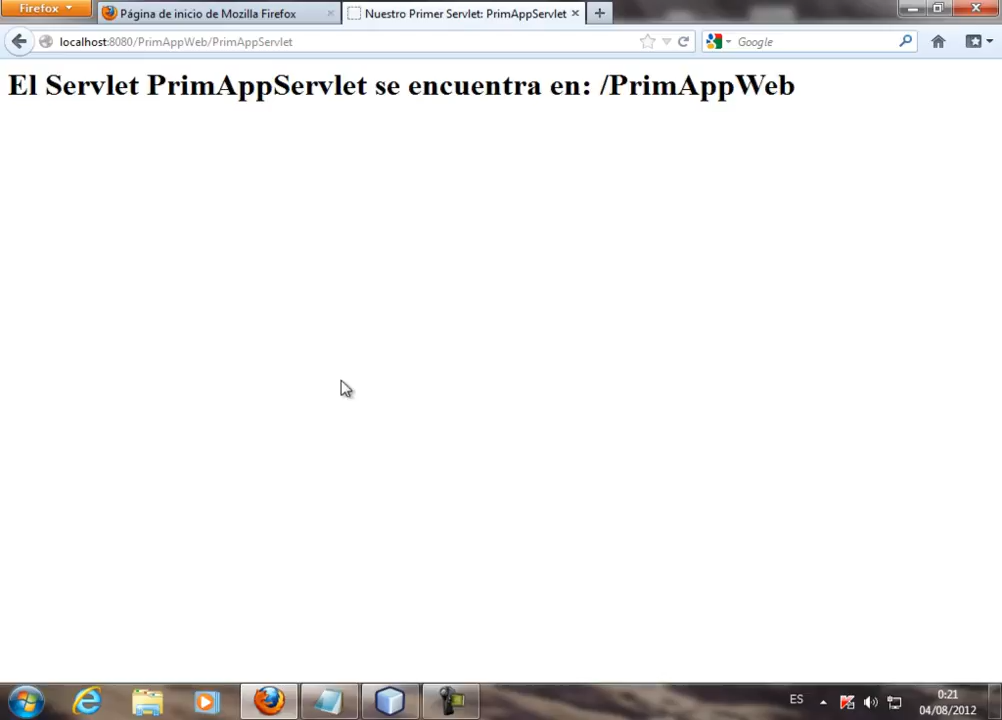 Firefox
Página de inicio de Mozilla Firefox
Nuestro Primer Servlet: PrimAppServlet
localhost:8080/PrimAppWeb/PrimAppServlet
Google
El Servlet PrimAppServlet se encuentra en: /PrimAppWeb
ES
0:21
04/08/2012